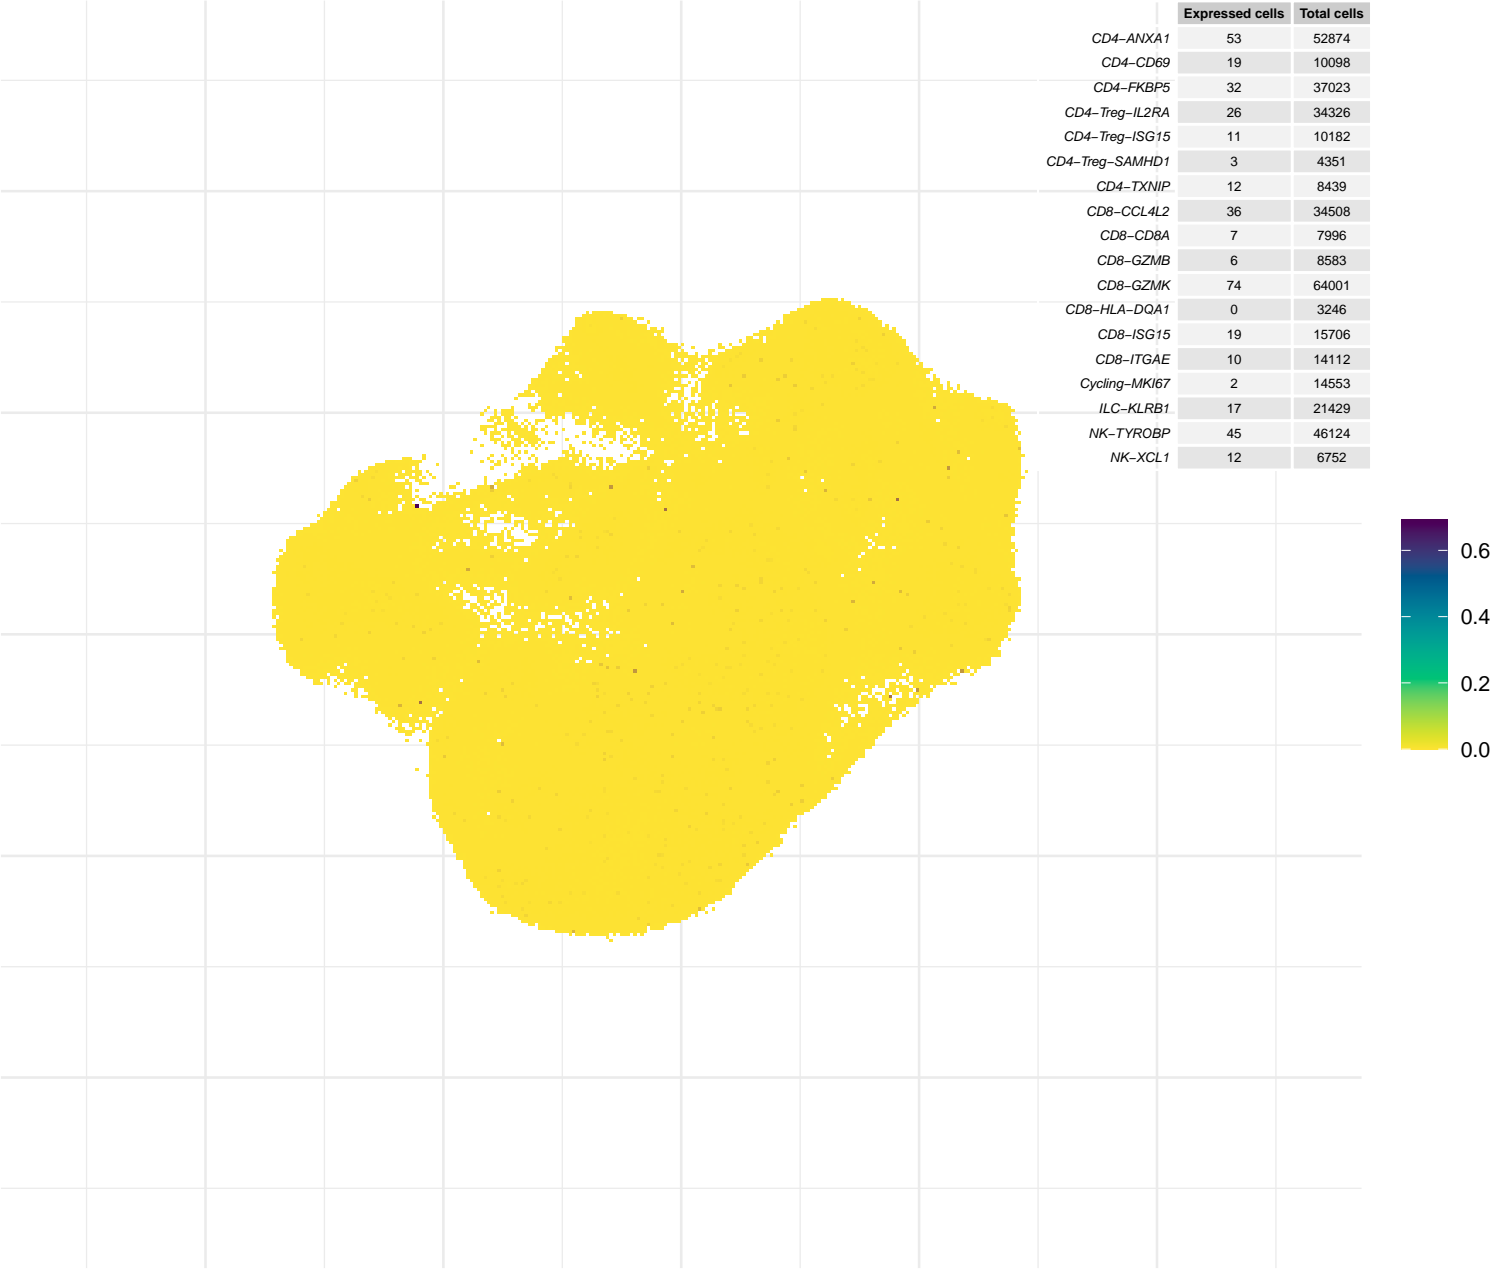 Expressed cells Total cells
CD4−ANXA1 53 52874
CD4−CD69 19 10098
CD4−FKBP5 32 37023
CD4−Treg−IL2RA 26 34326
CD4−Treg−ISG15 11 10182
CD4−Treg−SAMHD1 3 4351
CD4−TXNIP 12 8439
CD8−CCL4L2 36 34508
CD8−CD8A 7 7996
CD8−GZMB 6 8583
CD8−GZMK 74 64001
CD8−HLA−DQA1 0 3246
CD8−ISG15 19 15706
CD8−ITGAE 10 14112
Cycling−MKI67 2 14553
ILC−KLRB1 17 21429
NK−TYROBP 45 46124
NK−XCL1 12 6752
0.6
0.4
0.2
0.0